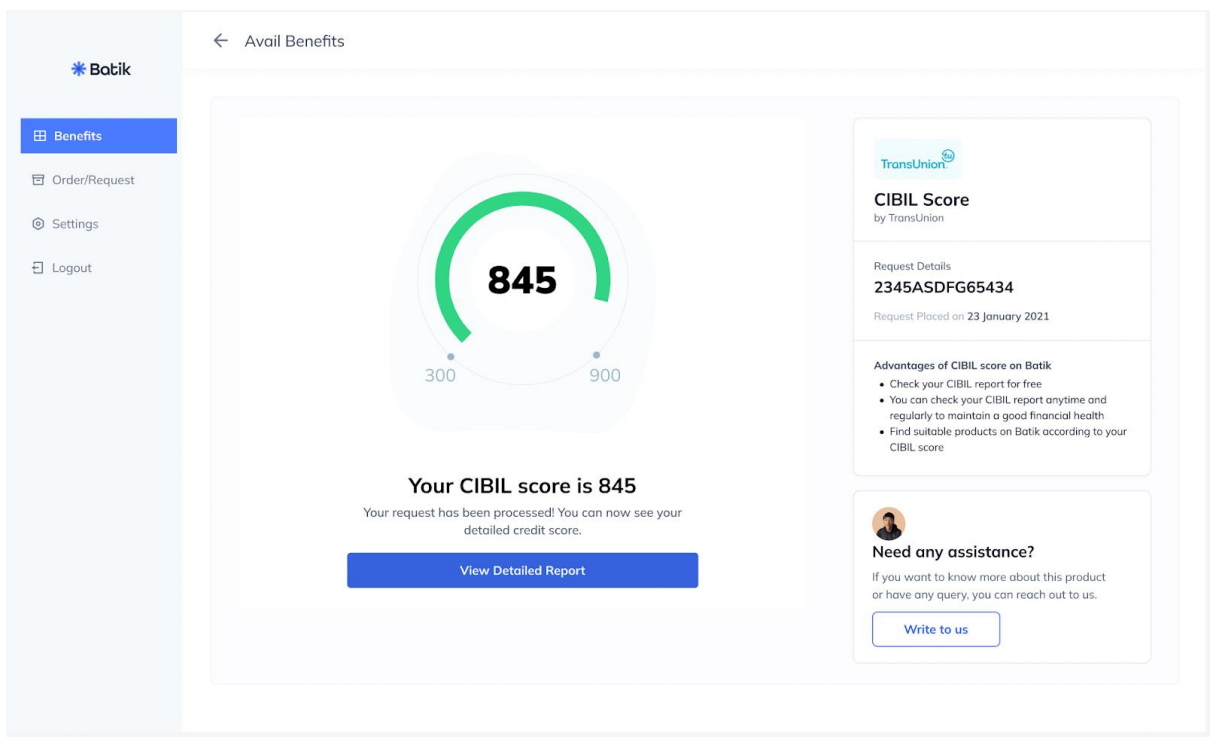 Batik
Benefits
Order/Request
Settings
Logout
Avail Benefits
845
300
900
Your CIBIL score is 845
Your request has been processed! You can now see your
detailed credit score.
View Detailed Report
TransUnion tu
CIBIL Score
by TransUnion
Request Details
2345ASDFG65434
Request Placed on 23 January 2021
Advantages of CIBIL score on Batik
• Check your CIBIL report for free
• You can check your CIBIL report anytime and
regularly to maintain a good financial health
• Find suitable products on Batik according to your
CIBIL score
Need any assistance?
If you want to know more about this product
or have any query, you can reach out to us.
Write to us